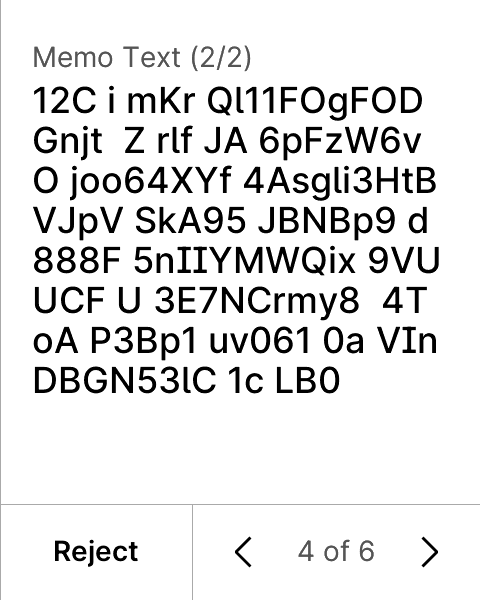 Memo Text (2/2)
12C i mKr Ql11FOgFOD
Gnjt  Z rlf JA 6pFzW6v
O joo64XYf 4Asgli3HtB
VJpV SkA95 JBNBp9 d
888F 5nIIYMWQix 9VU
UCF U 3E7NCrmy8  4T
oA P3Bp1 uv061 0a VIn
DBGN53lC 1c LB0
Reject
4 of 6